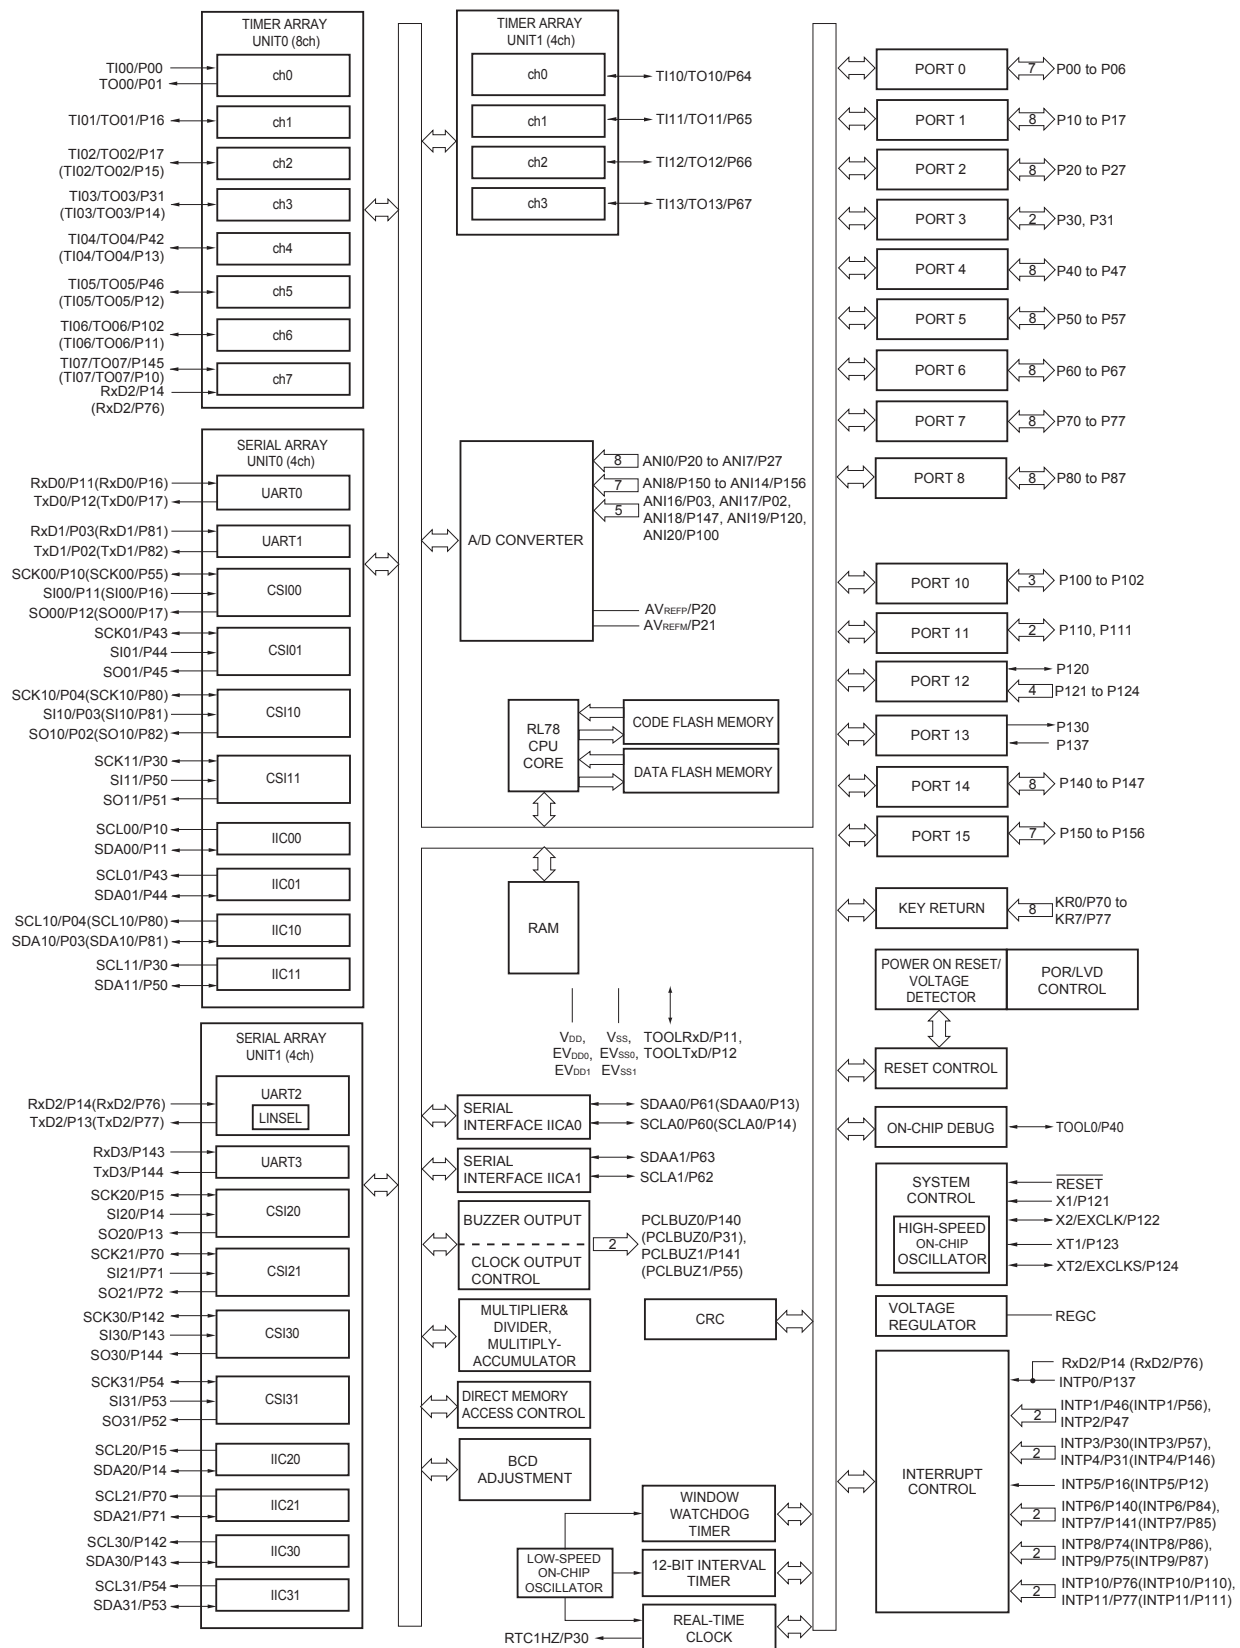 TIMER ARRAY
UNIT0 (8ch)
ch0
TI00/P00
TO00/P01
ch1
TI01/TO01/P16
ch2
TI02/TO02/P17
(TI02/TO02/P15)
ch3
TI03/TO03/P31
(TI03/TO03/P14)
ch4
TI04/TO04/P42
(TI04/TO04/P13)
ch5
TI05/TO05/P46
(TI05/TO05/P12)
ch6
TI06/TO06/P102
(TI06/TO06/P11)
ch7
TI07/TO07/P145
(TI07/TO07/P10)
RxD2/P14
(RxD2/P76)
SERIAL ARRAY
UNIT0 (4ch)
UART0
RxD0/P11(RxD0/P16)
TxD0/P12(TxD0/P17)
UART1
RxD1/P03(RxD1/P81)
TxD1/P02(TxD1/P82)
CSI00
SCK00/P10(SCK00/P55)
SI00/P11(SI00/P16)
SO00/P12(SO00/P17)
CSI01
SCK01/P43
SI01/P44
SO01/P45
CSI10
SCK10/P04(SCK10/P80)
SI10/P03(SI10/P81)
SO10/P02(SO10/P82)
CSI11
SCK11/P30
SI11/P50
SO11/P51
IIC00
SCL00/P10
SDA00/P11
IIC01
SCL01/P43
SDA01/P44
IIC10
SCL10/P04(SCL10/P80)
SDA10/P03(SDA10/P81)
IIC11
SCL11/P30
SDA11/P50
SERIAL ARRAY
UNIT1 (4ch)
UART2
LINSEL
RxD2/P14(RxD2/P76)
TxD2/P13(TxD2/P77)
UART3
RxD3/P143
TxD3/P144
CSI20
SCK20/P15
SI20/P14
SO20/P13
CSI21
SCK21/P70
SI21/P71
SO21/P72
CSI30
SCK30/P142
SI30/P143
SO30/P144
CSI31
SCK31/P54
SI31/P53
SO31/P52
IIC20
SCL20/P15
SDA20/P14
IIC21
SCL21/P70
SDA21/P71
IIC30
SCL30/P142
SDA30/P143
IIC31
SCL31/P54
SDA31/P53
TIMER ARRAY
UNIT1 (4ch)
ch0
TI10/TO10/P64
ch1
TI11/TO11/P65
ch2
TI12/TO12/P66
ch3
TI13/TO13/P67
A/D CONVERTER
8 ANI0/P20 to ANI7/P27
7 ANI8/P150 to ANI14/P156
5 ANI16/P03, ANI17/P02,
ANI18/P147, ANI19/P120,
ANI20/P100
AVREFP/P20
AVREFM/P21
RL78
CPU
CORE
CODE FLASH MEMORY
DATA FLASH MEMORY
RAM
VDD,
EVDD0,
EVDD1
VSS,
EVSS0,
EVSS1
TOOLRxD/P11,
TOOLTxD/P12
SERIAL
INTERFACE IICA0
SDAA0/P61(SDAA0/P13)
SCLA0/P60(SCLA0/P14)
SERIAL
INTERFACE IICA1
SDAA1/P63
SCLA1/P62
BUZZER OUTPUT
CLOCK OUTPUT
CONTROL
2
PCLBUZ0/P140
(PCLBUZ0/P31),
PCLBUZ1/P141
(PCLBUZ1/P55)
MULTIPLIER&
DIVIDER,
MULITIPLY-
ACCUMULATOR
CRC
DIRECT MEMORY
ACCESS CONTROL
BCD
ADJUSTMENT
WINDOW
WATCHDOG
TIMER
LOW-SPEED
ON-CHIP
OSCILLATOR
12-BIT INTERVAL
TIMER
REAL-TIME
CLOCK
RTC1HZ/P30
PORT 0 7 P00 to P06
PORT 1 8 P10 to P17
PORT 2 8 P20 to P27
PORT 3 2 P30, P31
PORT 4 8 P40 to P47
PORT 5 8 P50 to P57
PORT 6 8 P60 to P67
PORT 7 8 P70 to P77
PORT 8 8 P80 to P87
PORT 10 3 P100 to P102
PORT 11 2 P110, P111
PORT 12
P120
4 P121 to P124
PORT 13
P130
P137
PORT 14 8 P140 to P147
PORT 15 7 P150 to P156
KEY RETURN 8
KR0/P70 to
KR7/P77
POWER ON RESET/
VOLTAGE
DETECTOR
POR/LVD
CONTROL
RESET CONTROL
ON-CHIP DEBUG TOOL0/P40
SYSTEM
CONTROL
HIGH-SPEED
ON-CHIP
OSCILLATOR
RESET
X1/P121
X2/EXCLK/P122
XT1/P123
XT2/EXCLKS/P124
VOLTAGE
REGULATOR
REGC
INTERRUPT
CONTROL
RxD2/P14 (RxD2/P76)
INTP0/P137
2
INTP1/P46(INTP1/P56),
INTP2/P47
2
INTP3/P30(INTP3/P57),
INTP4/P31(INTP4/P146)
INTP5/P16(INTP5/P12)
2
INTP6/P140(INTP6/P84),
INTP7/P141(INTP7/P85)
2
INTP8/P74(INTP8/P86),
INTP9/P75(INTP9/P87)
2
INTP10/P76(INTP10/P110),
INTP11/P77(INTP11/P111)